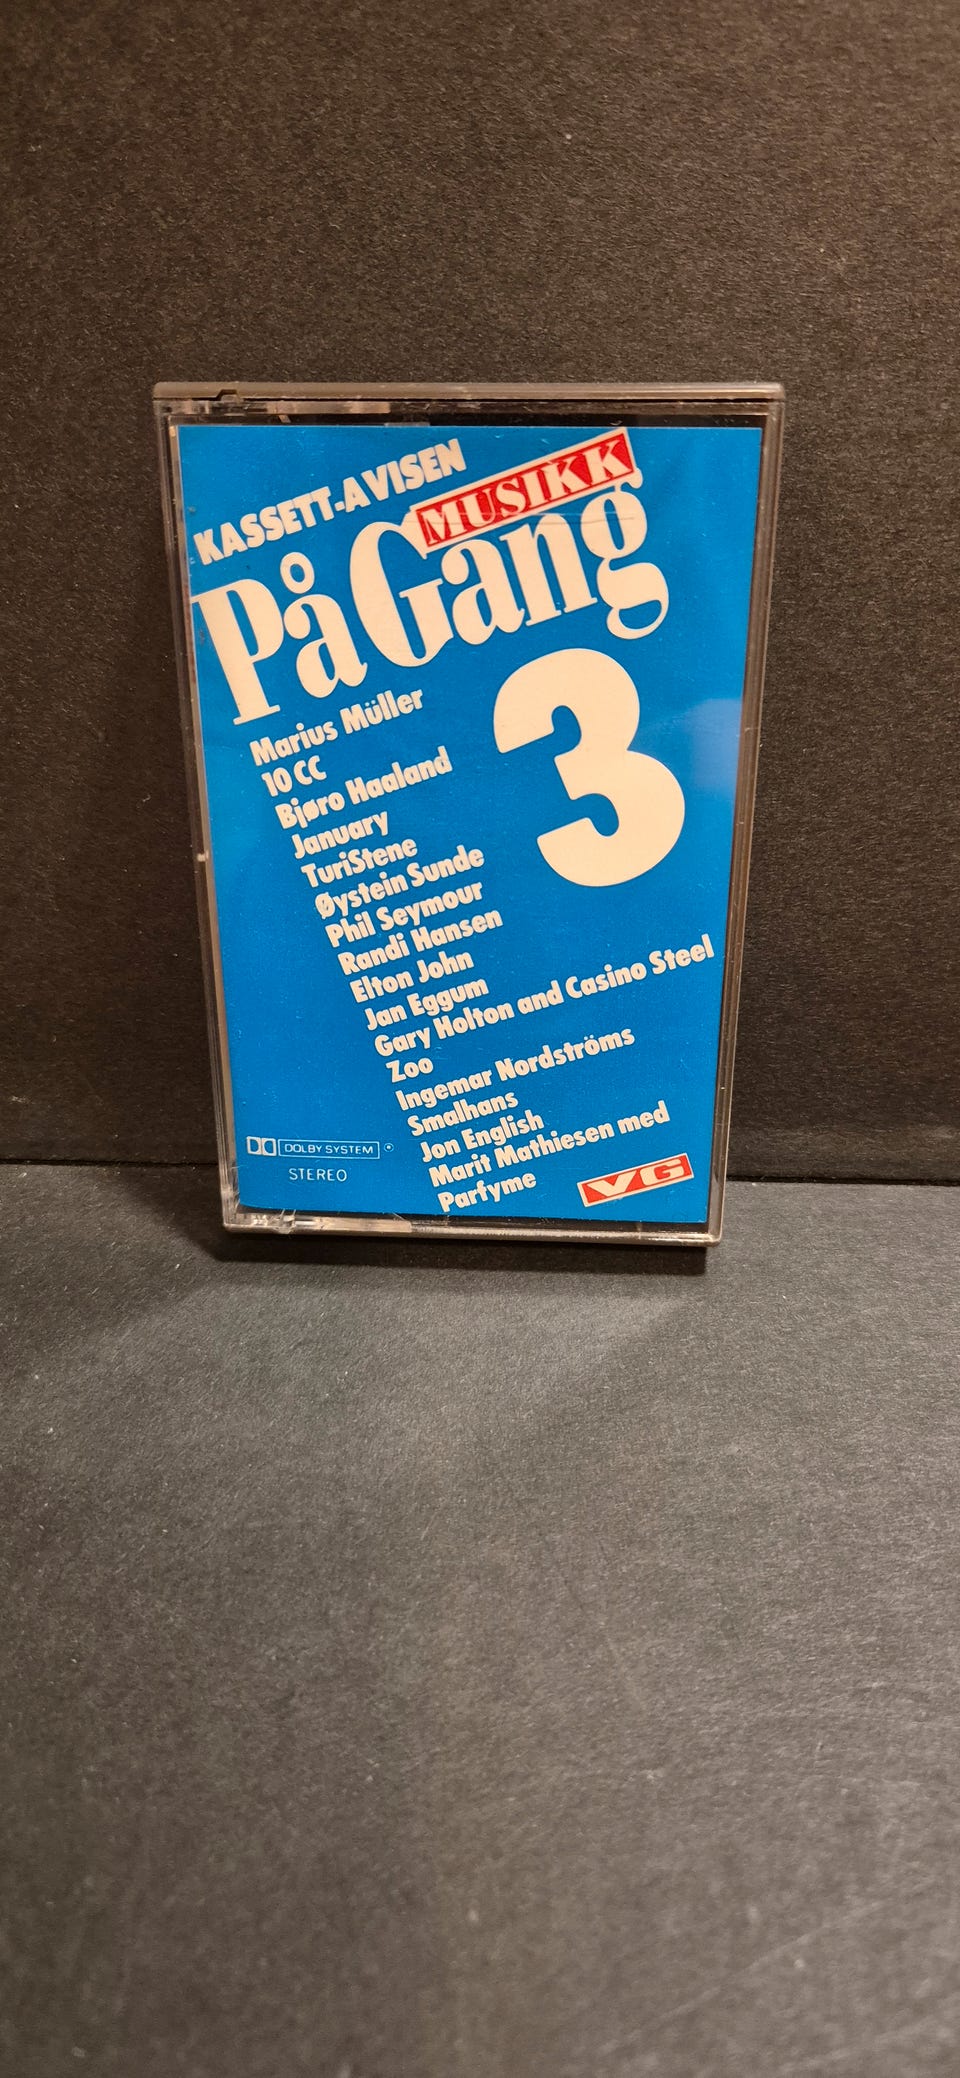 KASSETT-AVISEN
MUSIKK
På Gang
3
Marius Müller
10 CC
Bjøro Haaland
January
TuriStene
Øystein Sunde
Phil Seymour
Randi Hansen
Elton John
Jan Eggum
Gary Holton and Casino Steel
Zoo
Ingemar Nordströms
Smalhans
Jon English
Marit Mathiesen med
Parfyme
DOLBY SYSTEM ®
STEREO
VG